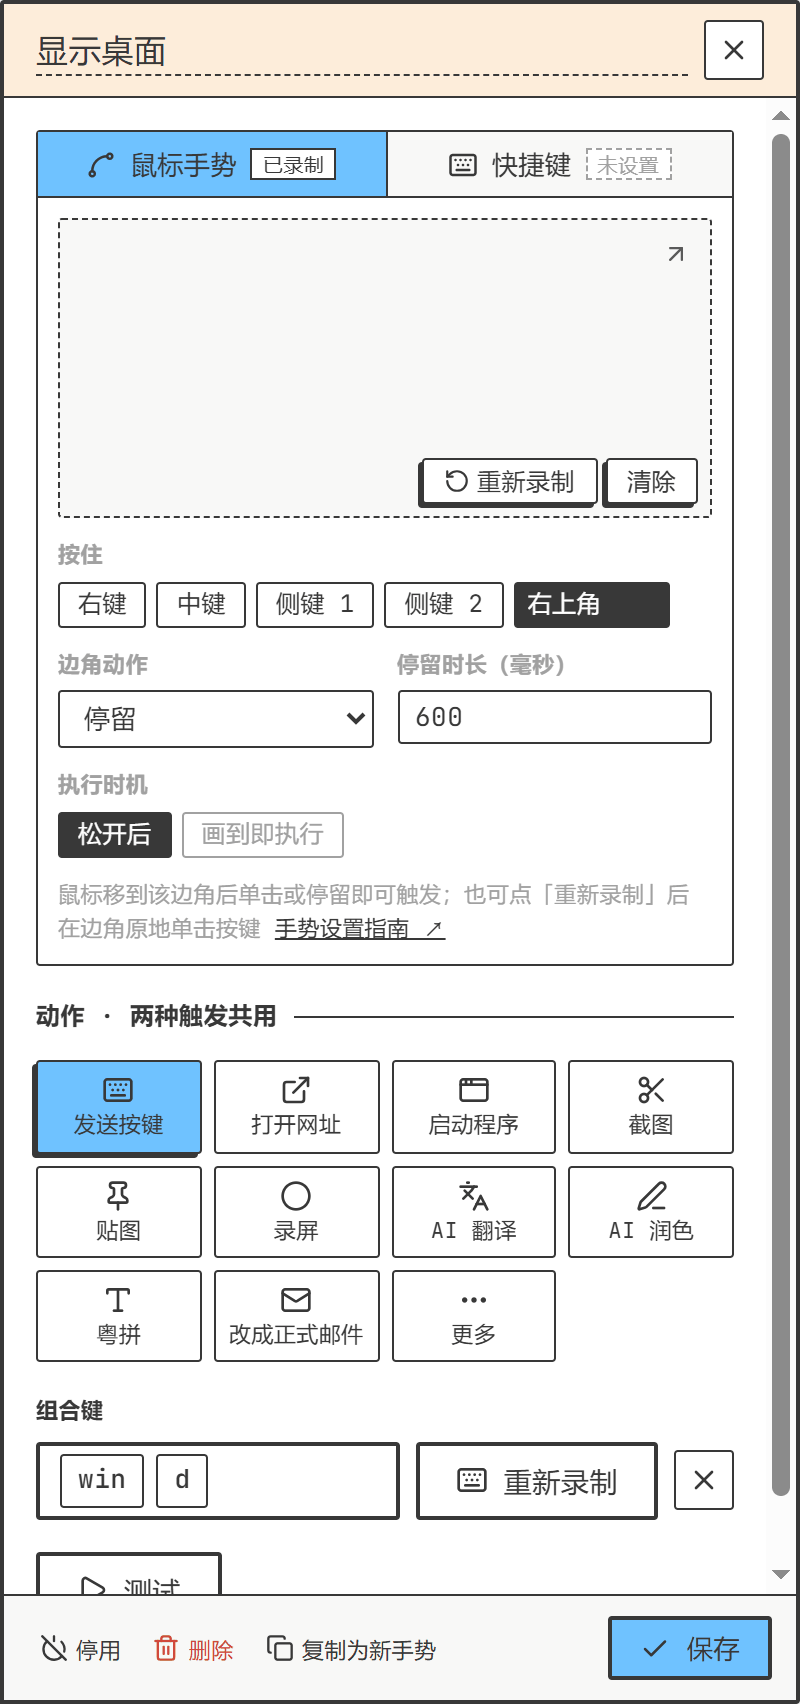 显示桌面
鼠标手势 已录制 快捷键 未设置
重新录制 清除
按住
右键 中键 侧键 1 侧键 2 右上角
边角动作 停留时长（毫秒）
停留 600
执行时机
松开后 画到即执行
鼠标移到该边角后单击或停留即可触发；也可点「重新录制」后
在边角原地单击按键 手势设置指南 ↗
动作 · 两种触发共用
发送按键 打开网址 启动程序 截图
贴图 录屏 AI 翻译 AI 润色
粤拼 改成正式邮件 更多
组合键
win d 重新录制
测试
停用 删除 复制为新手势 保存